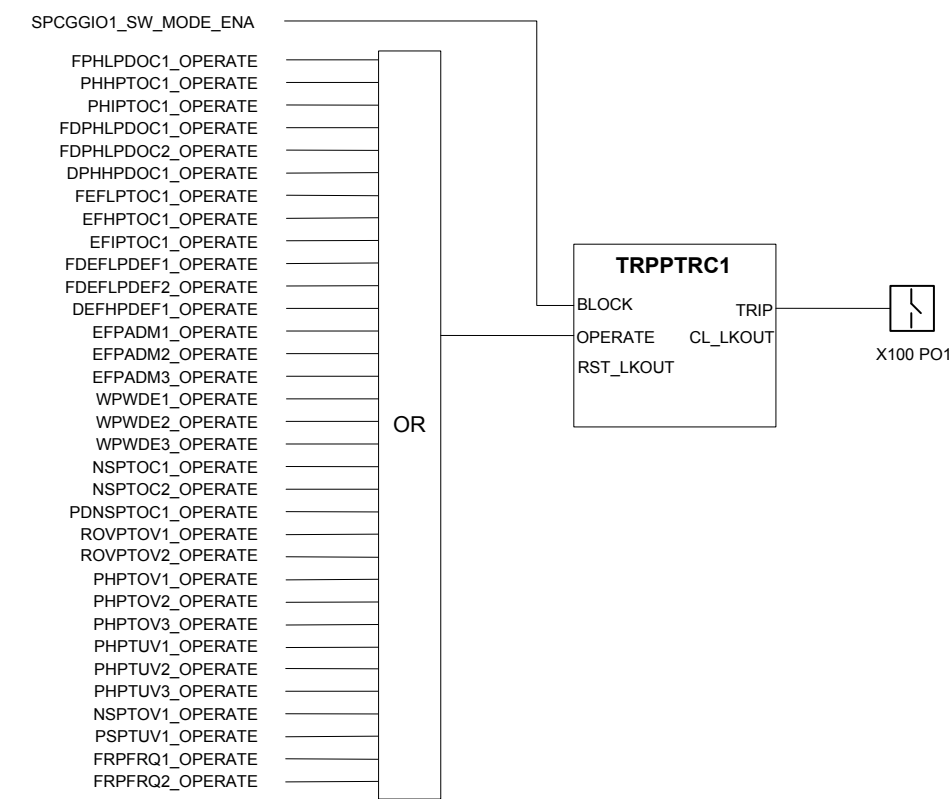 SPCGGIO1_SW_MODE_ENA
FPHLPDOC1_OPERATE
PHHPTOC1_OPERATE
PHIPTOC1_OPERATE
FDPHLPDOC1_OPERATE
FDPHLPDOC2_OPERATE
DPHHPDOC1_OPERATE
FEFLPTOC1_OPERATE
EFHPTOC1_OPERATE
EFIPTOC1_OPERATE
FDEFLPDEF1_OPERATE
FDEFLPDEF2_OPERATE
DEFHPDEF1_OPERATE
EFPADM1_OPERATE
EFPADM2_OPERATE
EFPADM3_OPERATE
WPWDE1_OPERATE
WPWDE2_OPERATE
WPWDE3_OPERATE
NSPTOC1_OPERATE
NSPTOC2_OPERATE
PDNSPTOC1_OPERATE
ROVPTOV1_OPERATE
ROVPTOV2_OPERATE
PHPTOV1_OPERATE
PHPTOV2_OPERATE
PHPTOV3_OPERATE
PHPTUV1_OPERATE
PHPTUV2_OPERATE
PHPTUV3_OPERATE
NSPTOV1_OPERATE
PSPTUV1_OPERATE
FRPFRQ1_OPERATE
FRPFRQ2_OPERATE
OR
TRPPTRC1
BLOCK
TRIP
OPERATE
CL_LKOUT
RST_LKOUT
X100 PO1